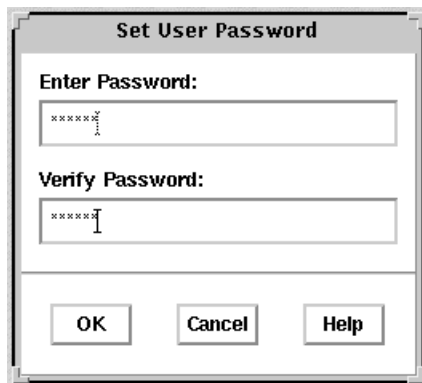 Set User Password
Enter Password:
******
Verify Password:
******
OK Cancel Help